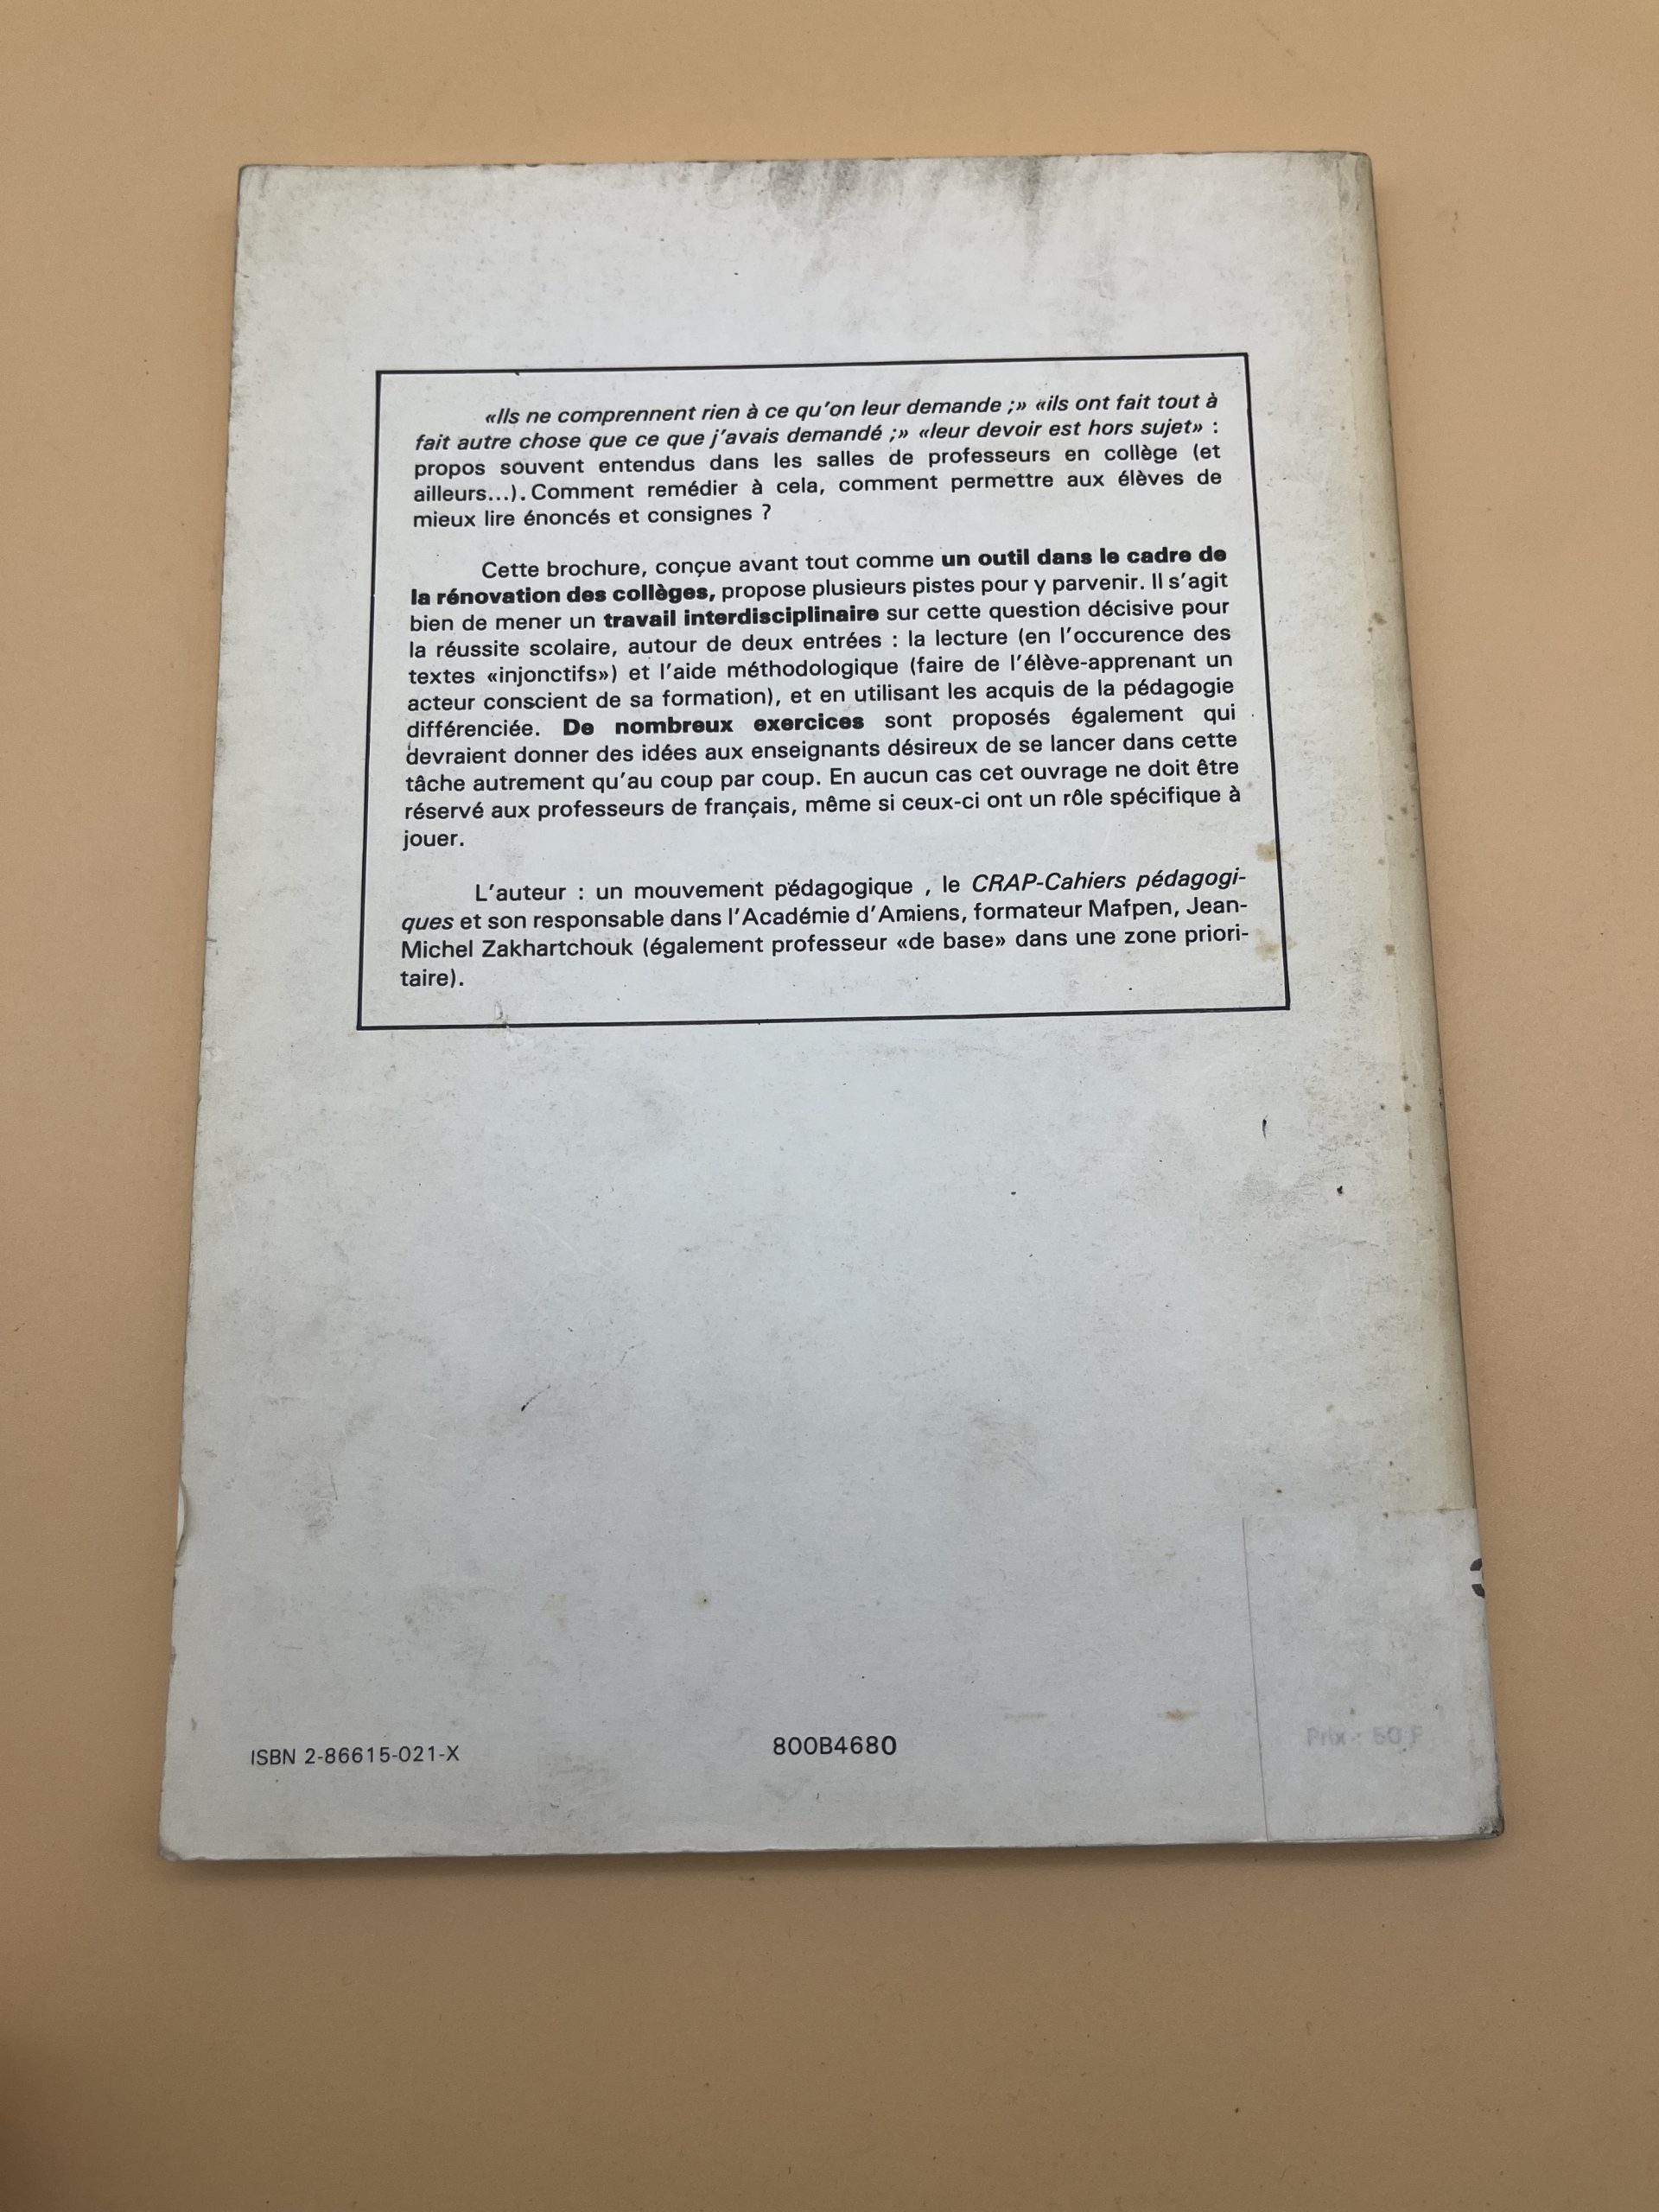 «Ils ne comprennent rien à ce qu'on leur demande ;» «ils ont fait tout à
fait autre chose que ce que j'avais demandé ;» «leur devoir est hors sujet» :
propos souvent entendus dans les salles de professeurs en collège (et
ailleurs...). Comment remédier à cela, comment permettre aux élèves de
mieux lire énoncés et consignes ?
Cette brochure, conçue avant tout comme un outil dans le cadre de
la rénovation des collèges, propose plusieurs pistes pour y parvenir. Il s'agit
bien de mener un travail interdisciplinaire sur cette question décisive pour
la réussite scolaire, autour de deux entrées : la lecture (en l'occurence des
textes «injonctifs») et l'aide méthodologique (faire de l'élève-apprenant un
acteur conscient de sa formation), et en utilisant les acquis de la pédagogie
différenciée. De nombreux exercices sont proposés également qui
devraient donner des idées aux enseignants désireux de se lancer dans cette
tâche autrement qu'au coup par coup. En aucun cas cet ouvrage ne doit être
réservé aux professeurs de français, même si ceux-ci ont un rôle spécifique à
jouer.
L'auteur : un mouvement pédagogique , le CRAP-Cahiers pédagogi-
ques et son responsable dans l'Académie d'Amiens, formateur Mafpen, Jean-
Michel Zakhartchouk (également professeur «de base» dans une zone priori-
taire).
ISBN 2-86615-021-X
800B4680
Prix : 50 F